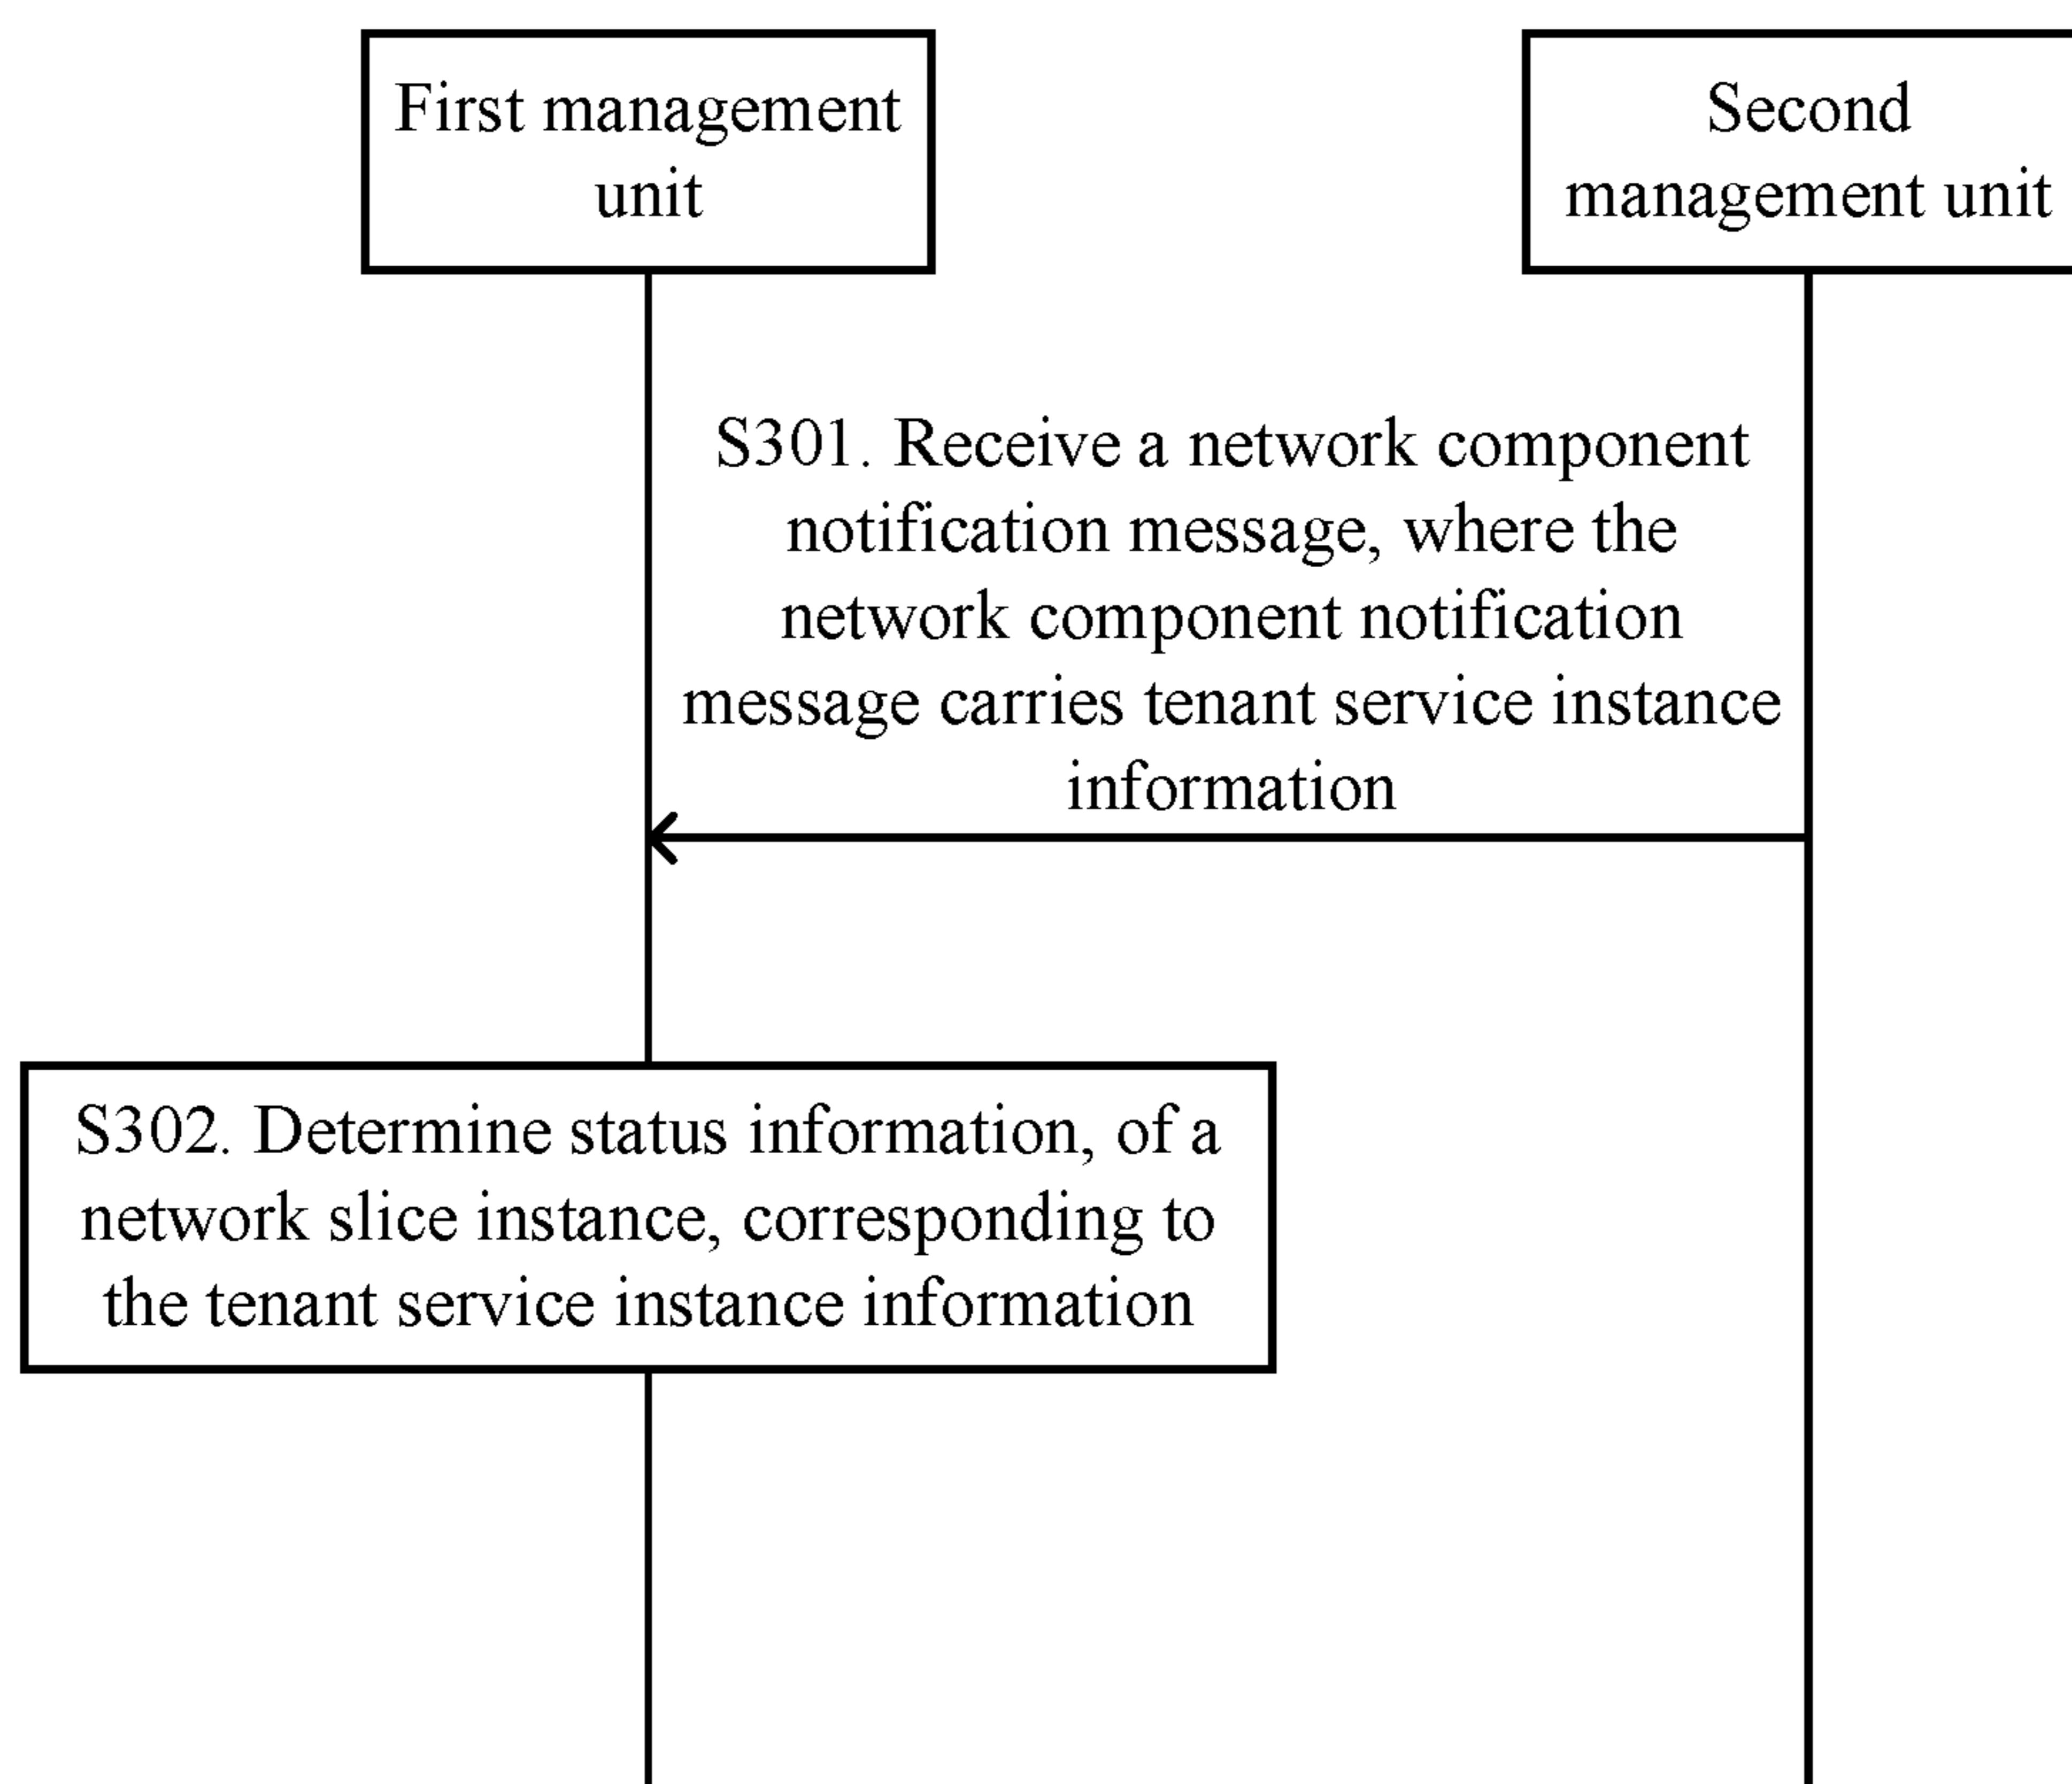 First management
unit
Second
management unit
S301. Receive a network component
notification message, where the
network component notification
message carries tenant service instance
information
S302. Determine status information, of a
network slice instance, corresponding to
the tenant service instance information